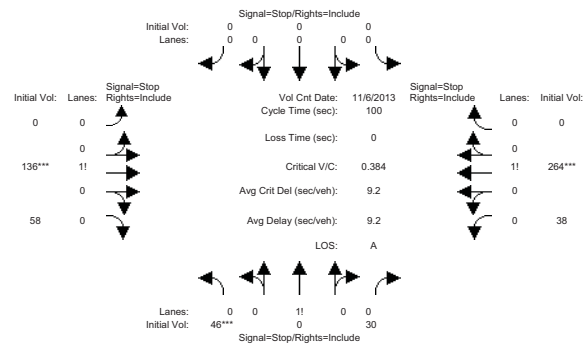 Signal=Stop/Rights=Include
Initial Vol: 0 0 0
Lanes: 0 0 0 0 0
Signal=Stop
Initial Vol: Lanes: Rights=Include
Vol Cnt Date: 11/6/2013
Signal=Stop
Rights=Include Lanes: Initial Vol:
Cycle Time (sec): 100
0 0
0 0
Loss Time (sec): 0
0
0
136*** 1!
Critical V/C: 0.384
1! 264***
0
Avg Crit Del (sec/veh): 9.2
0
58 0
Avg Delay (sec/veh): 9.2
0 38
LOS: A
Lanes: 0 0 1! 0 0
Initial Vol: 46*** 0 30
Signal=Stop/Rights=Include